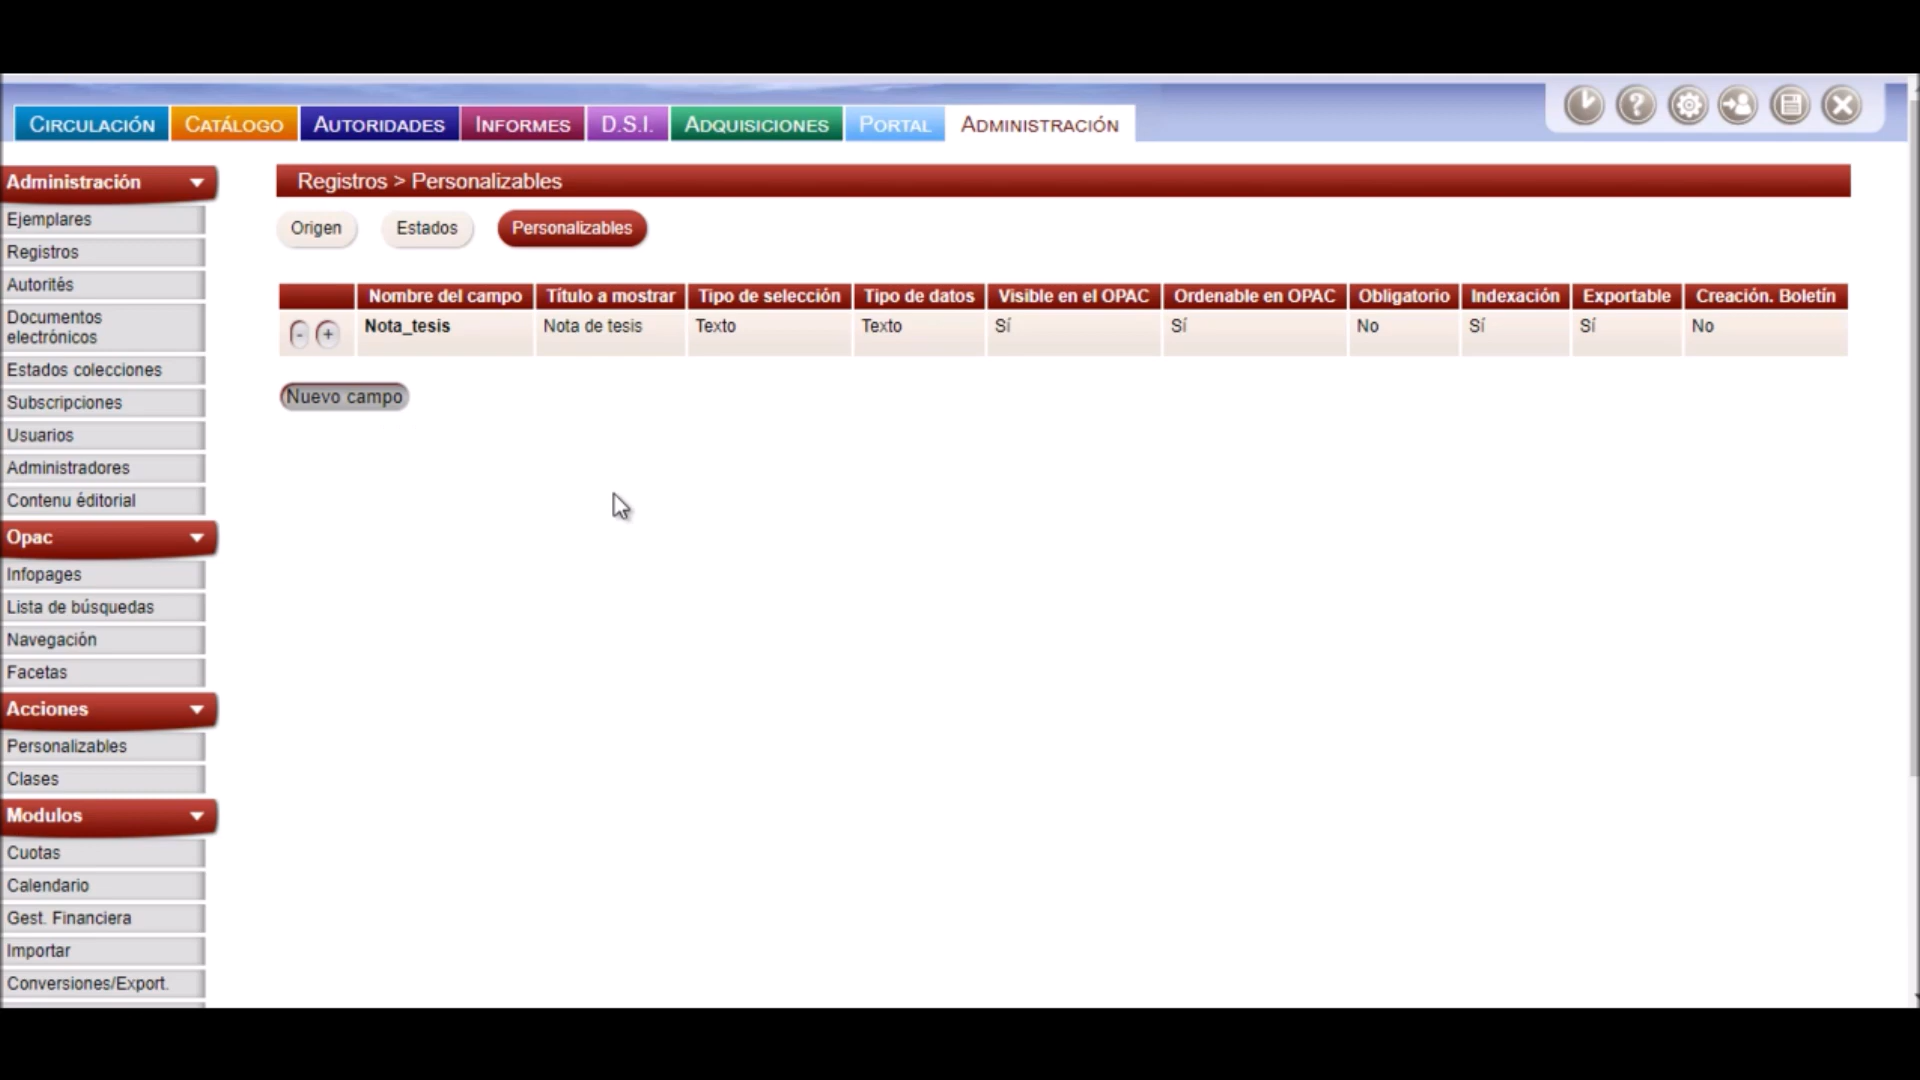 CIRCULACIÓN CATÁLOGO AUTORIDADES INFORMES D.S.I. ADQUISICIONES PORTAL ADMINISTRACIÓN
Administración
Ejemplares
Registros
Autorités
Documentos
electrónicos
Estados colecciones
Subscripciones
Usuarios
Administradores
Contenu éditorial
Opac
Infopages
Lista de búsquedas
Navegación
Facetas
Acciones
Personalizables
Clases
Modulos
Cuotas
Calendario
Gest. Financiera
Importar
Conversiones/Export.
Registros > Personalizables
Origen Estados Personalizables
Nombre del campo Título a mostrar Tipo de selección Tipo de datos Visible en el OPAC Ordenable en OPAC Obligatorio Indexación Exportable Creación. Boletín
- + Nota_tesis Nota de tesis Texto Texto Sí Sí No Sí Sí No
Nuevo campo